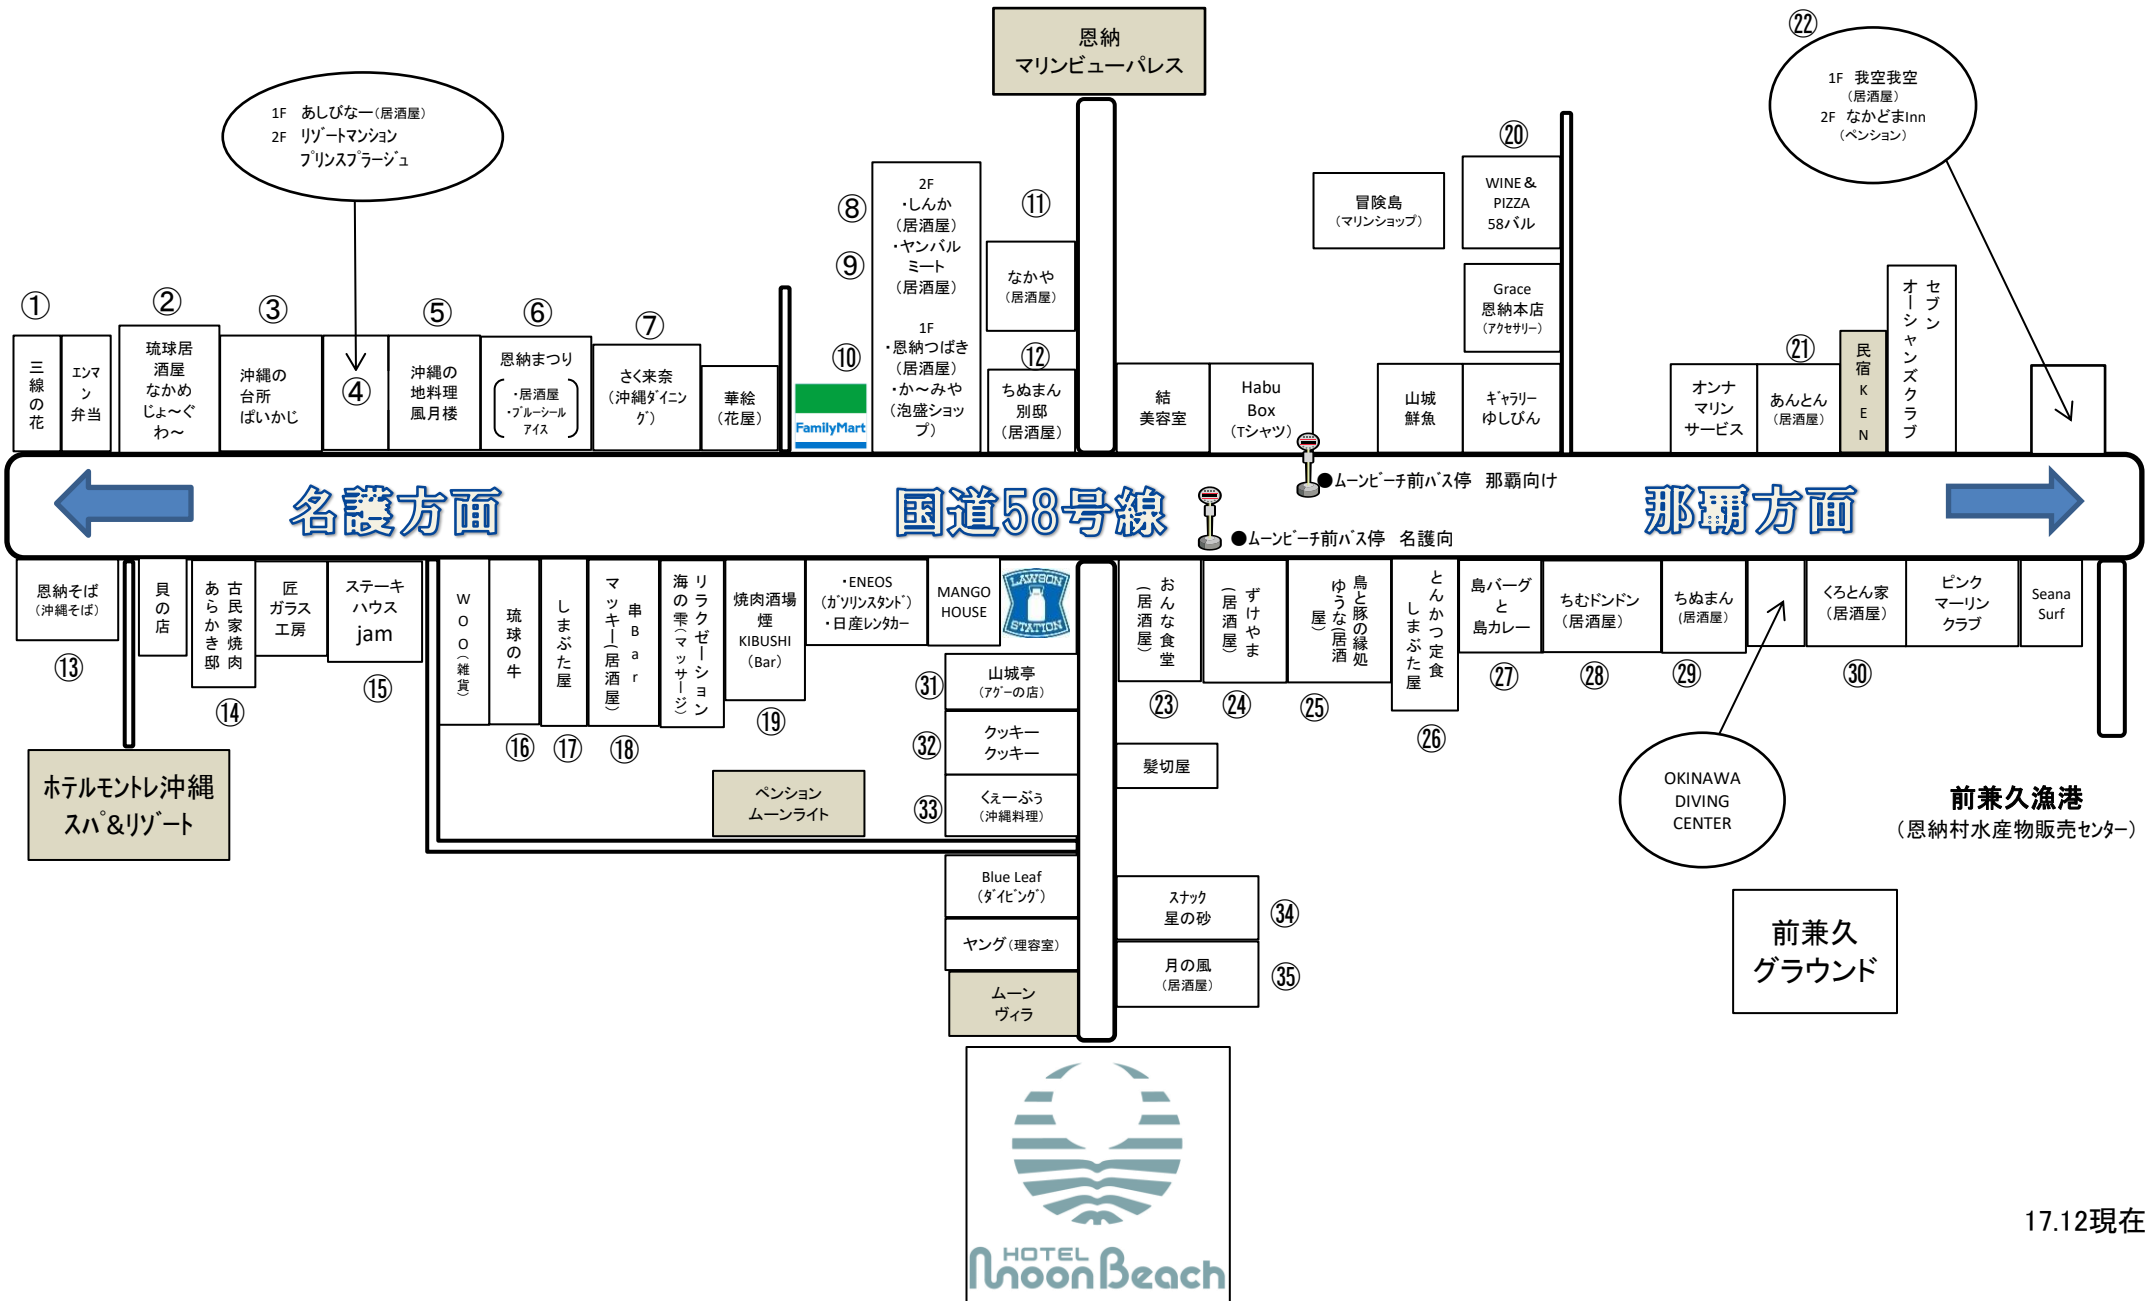 恩納
マリンビューパレス
㉒
1F 我空我空
(居酒屋)
2F なかどまInn
(ペンション)
1F あしびなー(居酒屋)
2F リゾートマンション
プリンスプラージュ
⑧
⑨
⑩
2F
・しんか
(居酒屋)
・ヤンバル
ミート
(居酒屋)
1F
・恩納つばき
(居酒屋)
・か～みや
(泡盛ショッ
プ)
⑪
なかや
(居酒屋)
⑫
ちぬまん
別邸
(居酒屋)
冒険島
(マリンショップ)
⑳
WINE＆
PIZZA
58バル
Grace
恩納本店
(アクセサリー)
①
三線の花
エンマ
ン
弁当
②
琉球居
酒屋
なかめ
じょ～ぐ
わ～
③
沖縄の
台所
ぱいかじ
④
⑤
沖縄の
地料理
風月楼
⑥
恩納まつり
・居酒屋
・ブルーシール
アイス
⑦
さく来奈
(沖縄ダイニン
グ)
華絵
(花屋)
FamilyMart
結
美容室
Habu
Box
(Tシャツ)
山城
鮮魚
ギャラリー
ゆしびん
オンナ
マリン
サービス
㉑
あんとん
(居酒屋)
民宿KEN
セブン
オーシャンズクラブ
●ムーンビーチ前バス停 那覇向け
名護方面
国道58号線
那覇方面
●ムーンビーチ前バス停 名護向
恩納そば
(沖縄そば)
⑬
貝の店
古民家焼肉
あらかき邸
⑭
匠
ガラス
工房
ステーキ
ハウス
jam
⑮
WOO(雑貨)
琉球の牛
⑯
しまぶた屋
⑰
串Bar
マッキー(居酒屋)
⑱
リラクゼーション
海の雫(マッサージ)
焼肉酒場
煙
KIBUSHI
(Bar)
⑲
・ENEOS
(ガソリンスタンド)
・日産レンタカー
MANGO
HOUSE
LAWSON
STATION
おんな食堂
(居酒屋)
㉓
ずけやま
(居酒屋)
㉔
鳥と豚の縁処
ゆうな(居酒
屋)
㉕
とんかつ定食
しまぶた屋
㉖
島バーグ
と
島カレー
㉗
ちむドンドン
(居酒屋)
㉘
ちぬまん
(居酒屋)
㉙
くろとん家
(居酒屋)
㉚
ピンク
マーリン
クラブ
Seana
Surf
㉛
山城亭
(アグーの店)
㉜
クッキー
クッキー
㉝
くぇーぶぅ
(沖縄料理)
髪切屋
ホテルモントレ沖縄
スパ&リゾート
ペンション
ムーンライト
OKINAWA
DIVING
CENTER
前兼久漁港
(恩納村水産物販売センター)
Blue Leaf
(ダイビング)
ヤング(理容室)
ムーン
ヴィラ
スナック
星の砂
㉞
月の風
(居酒屋)
㉟
前兼久
グラウンド
HOTEL
MoonBeach
17.12現在